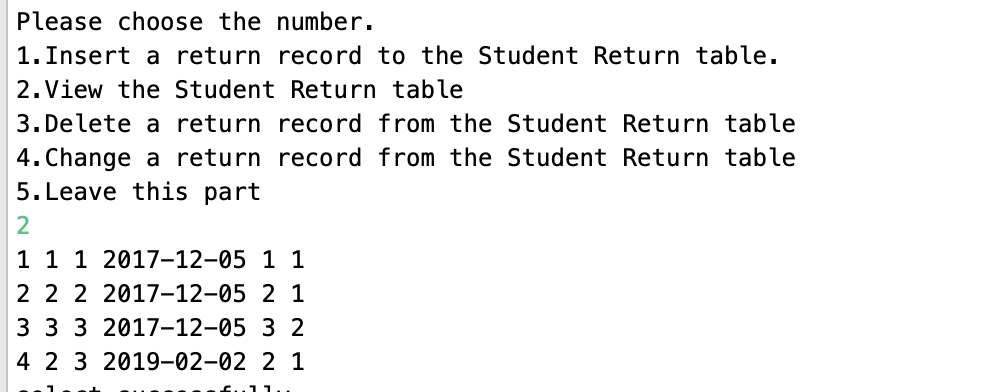 Please choose the number.
1.Insert a return record to the Student Return table.
2.View the Student Return table
3.Delete a return record from the Student Return table
4.Change a return record from the Student Return table
5.Leave this part
2
1 1 1 2017-12-05 1 1
2 2 2 2017-12-05 2 1
3 3 3 2017-12-05 3 2
4 2 3 2019-02-02 2 1
select successfully